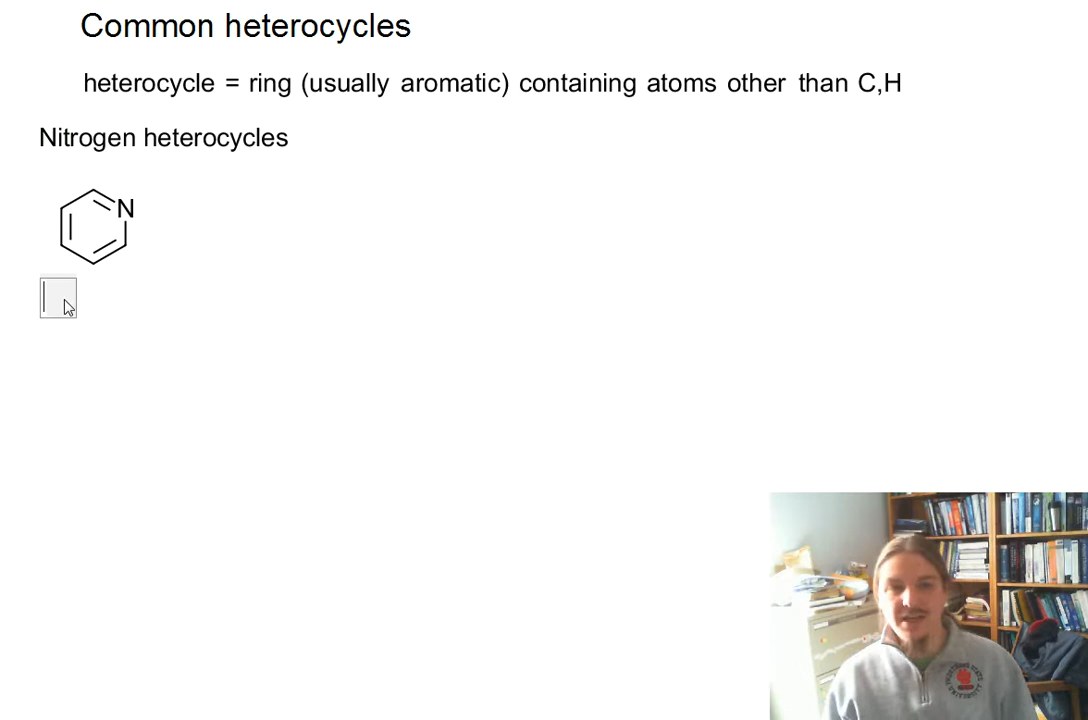 Common heterocycles
heterocycle = ring (usually aromatic) containing atoms other than C,H
Nitrogen heterocycles
N